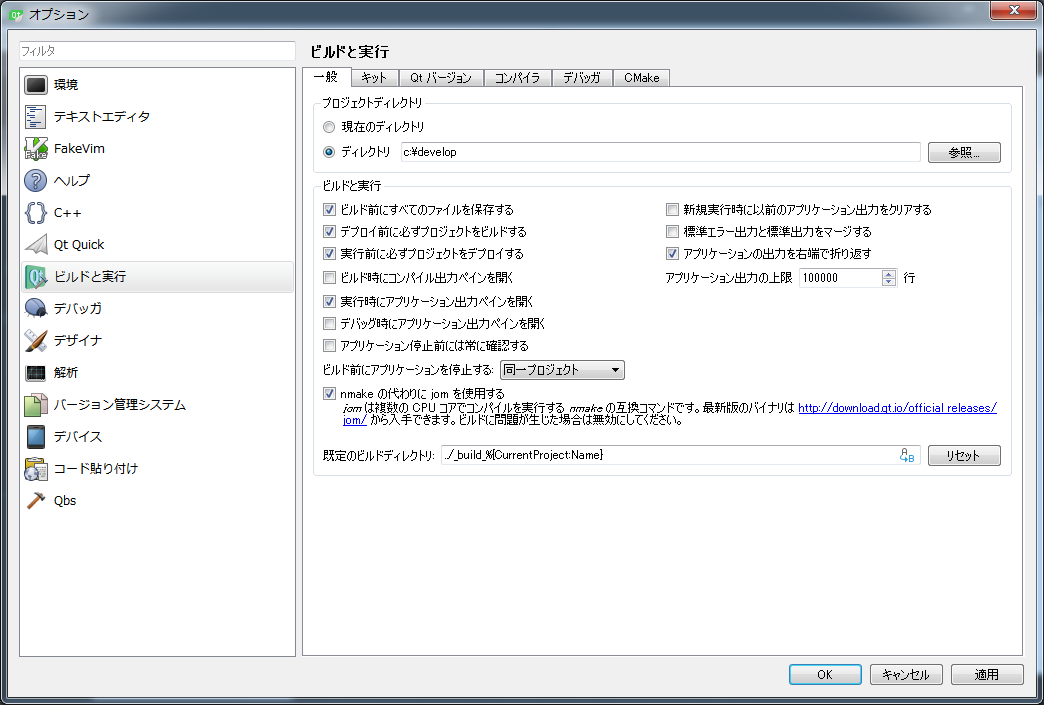 オプション
フィルタ
環境
テキストエディタ
FakeVim
ヘルプ
C++
Qt Quick
ビルドと実行
デバッガ
デザイナ
解析
バージョン管理システム
デバイス
コード貼り付け
Qbs
ビルドと実行
一般 キット Qt バージョン コンパイラ デバッガ CMake
プロジェクトディレクトリ
現在のディレクトリ
ディレクトリ c:¥develop 参照...
ビルドと実行
ビルド前にすべてのファイルを保存する 新規実行時に以前のアプリケーション出力をクリアする
デプロイ前に必ずプロジェクトをビルドする 標準エラー出力と標準出力をマージする
実行前に必ずプロジェクトをデプロイする アプリケーションの出力を右端で折り返す
ビルド時にコンパイル出力ペインを開く アプリケーション出力の上限 100000 行
実行時にアプリケーション出力ペインを開く
デバッグ時にアプリケーション出力ペインを開く
アプリケーション停止前には常に確認する
ビルド前にアプリケーションを停止する: 同一プロジェクト
nmake の代わりに jom を使用する
jom は複数の CPU コアでコンパイルを実行する nmake の互換コマンドです。最新版のバイナリは http://download.qt.io/official_releases/
jom/ から入手できます。ビルドに問題が生じた場合は無効にしてください。
既定のビルドディレクトリ: ../_build_%{CurrentProject:Name} リセット
OK キャンセル 適用